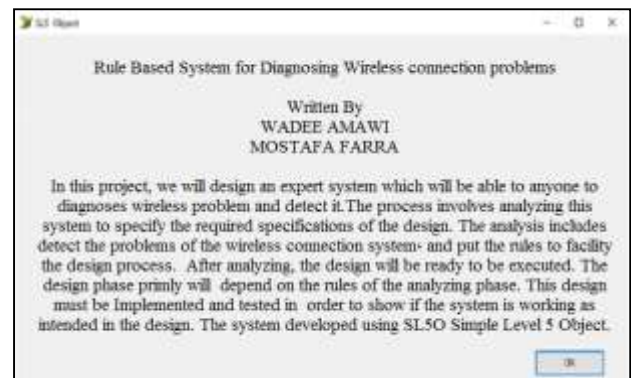 SL5 Object
Rule Based System for Diagnosing Wireless connection problems
Written By
WADEE AMAWI
MOSTAFA FARRA
In this project, we will design an expert system which will be able to anyone to
diagnoses wireless problem and detect it.The process involves analyzing this
system to specify the required specifications of the design. The analysis includes
detect the problems of the wireless connection system- and put the rules to facility
the design process. After analyzing, the design will be ready to be executed. The
design phase primly will depend on the rules of the analyzing phase. This design
must be Implemented and tested in order to show if the system is working as
intended in the design. The system developed using SL5O Simple Level 5 Object.
OK